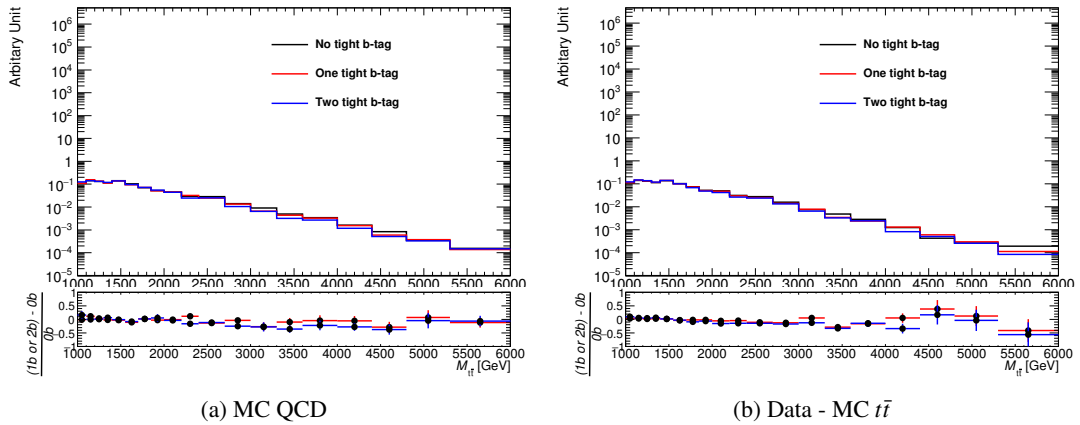 Arbitary Unit
10^6
10^5
10^4
10^3
10^2
10
1
10^−1
10^−2
10^−3
10^−4
10^−5
No tight b-tag
One tight b-tag
Two tight b-tag
1000 1500 2000 2500 3000 3500 4000 4500 5000 5500 6000
(1b or 2b) - 0b
0b
1
0.5
0
−0.5
−1
1000 1500 2000 2500 3000 3500 4000 4500 5000 5500 6000
M_{tt̄} [GeV]
(a) MC QCD
Arbitary Unit
10^6
10^5
10^4
10^3
10^2
10
1
10^−1
10^−2
10^−3
10^−4
10^−5
No tight b-tag
One tight b-tag
Two tight b-tag
1000 1500 2000 2500 3000 3500 4000 4500 5000 5500 6000
(1b or 2b) - 0b
0b
1
0.5
0
−0.5
−1
1000 1500 2000 2500 3000 3500 4000 4500 5000 5500 6000
M_{tt̄} [GeV]
(b) Data - MC tt̄